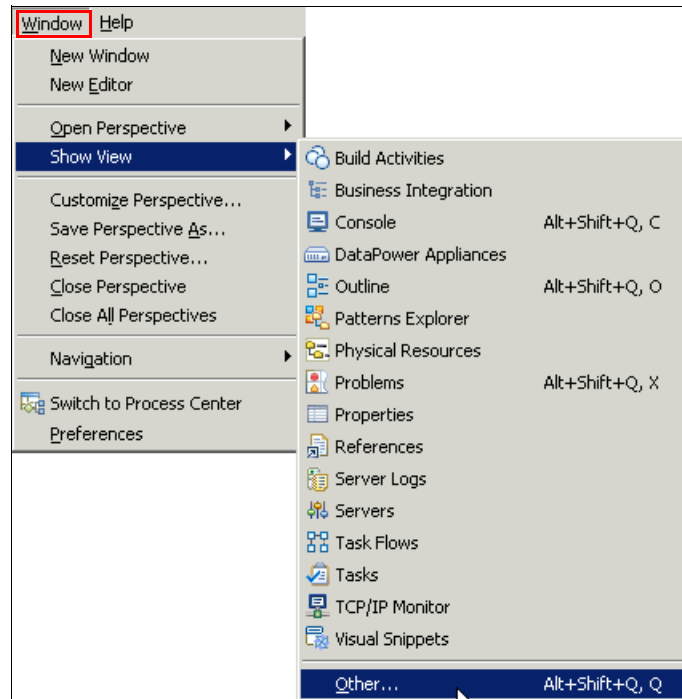 Window Help
New Window
New Editor
Open Perspective
Show View
Customize Perspective...
Save Perspective As...
Reset Perspective...
Close Perspective
Close All Perspectives
Navigation
Switch to Process Center
Preferences
Build Activities
Business Integration
Console Alt+Shift+Q, C
DataPower Appliances
Outline Alt+Shift+Q, O
Patterns Explorer
Physical Resources
Problems Alt+Shift+Q, X
Properties
References
Server Logs
Servers
Task Flows
Tasks
TCP/IP Monitor
Visual Snippets
Other... Alt+Shift+Q, Q